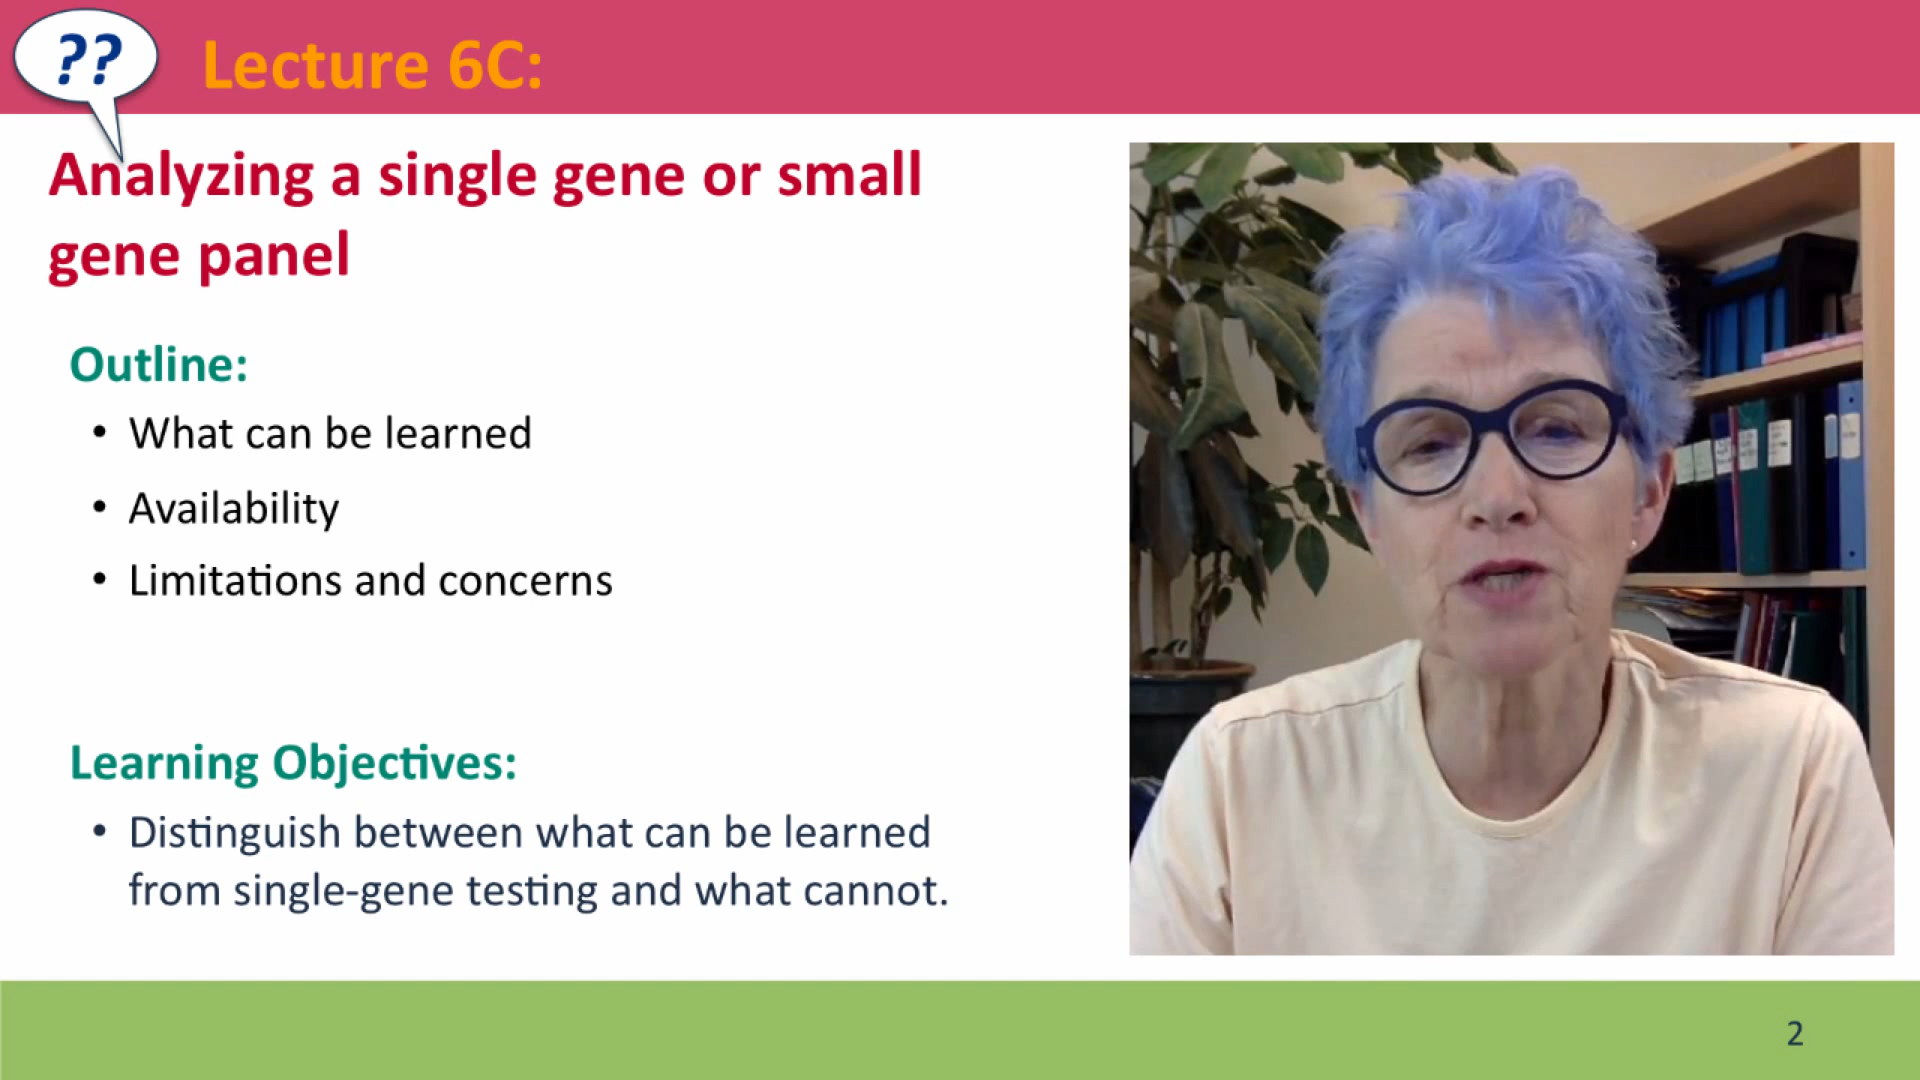 ??
Lecture 6C:
Analyzing a single gene or small
gene panel
Outline:
• What can be learned
• Availability
• Limitations and concerns
Learning Objectives:
• Distinguish between what can be learned
from single-gene testing and what cannot.
2